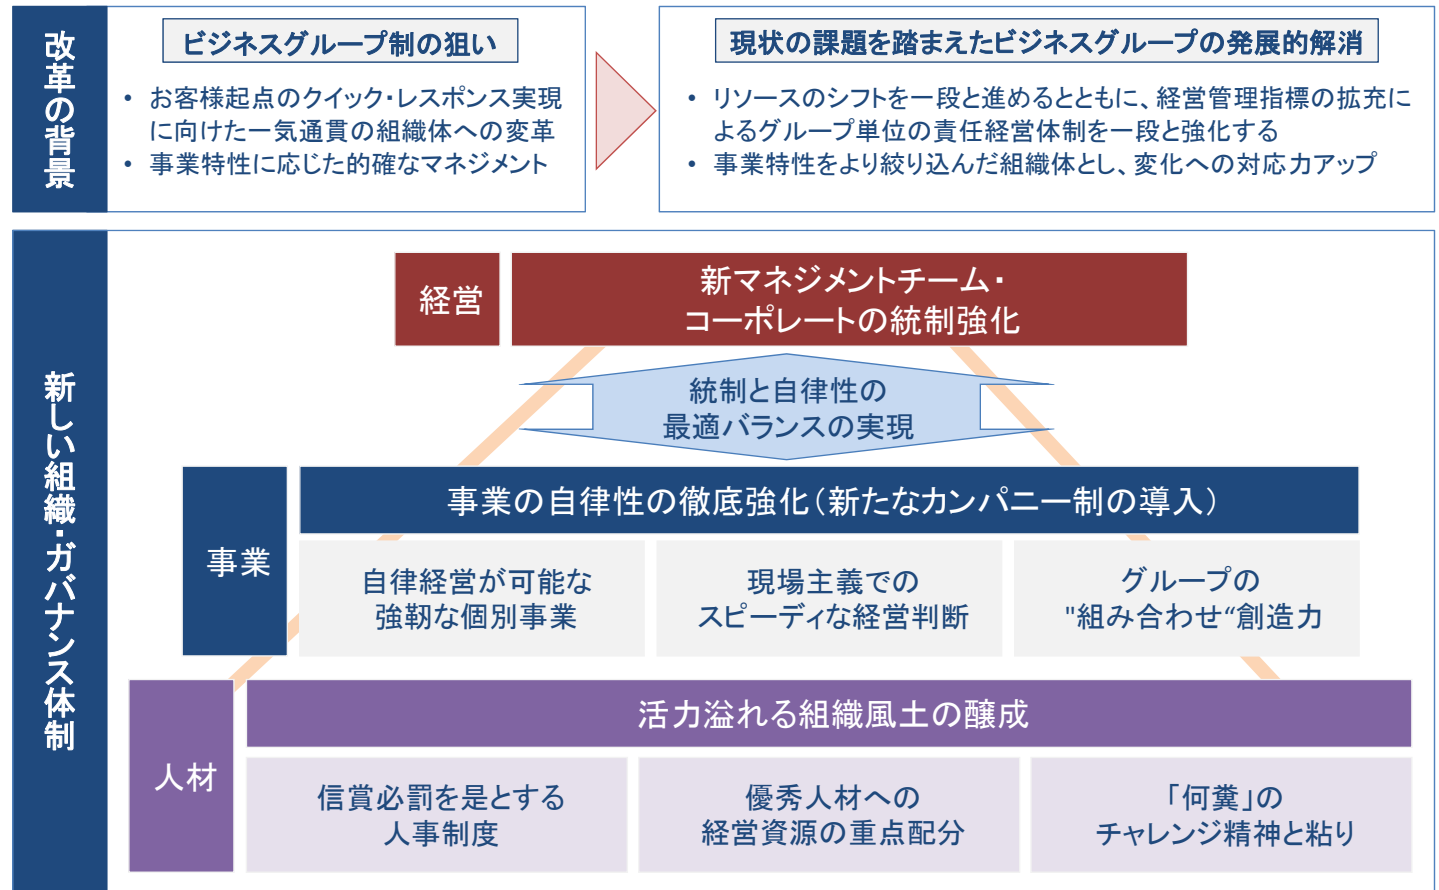 改革の背景
ビジネスグループ制の狙い
• お客様起点のクイック・レスポンス実現
に向けた一気通貫の組織体への変革
• 事業特性に応じた的確なマネジメント
現状の課題を踏まえたビジネスグループの発展的解消
• リソースのシフトを一段と進めるとともに、経営管理指標の拡充に
よるグループ単位の責任経営体制を一段と強化する
• 事業特性をより絞り込んだ組織体とし、変化への対応力アップ
新しい組織・ガバナンス体制
経営
新マネジメントチーム・
コーポレートの統制強化
統制と自律性の
最適バランスの実現
事業
事業の自律性の徹底強化（新たなカンパニー制の導入）
自律経営が可能な
強靭な個別事業
現場主義での
スピーディな経営判断
グループの
"組み合わせ“創造力
人材
活力溢れる組織風土の醸成
信賞必罰を是とする
人事制度
優秀人材への
経営資源の重点配分
「何糞」の
チャレンジ精神と粘り